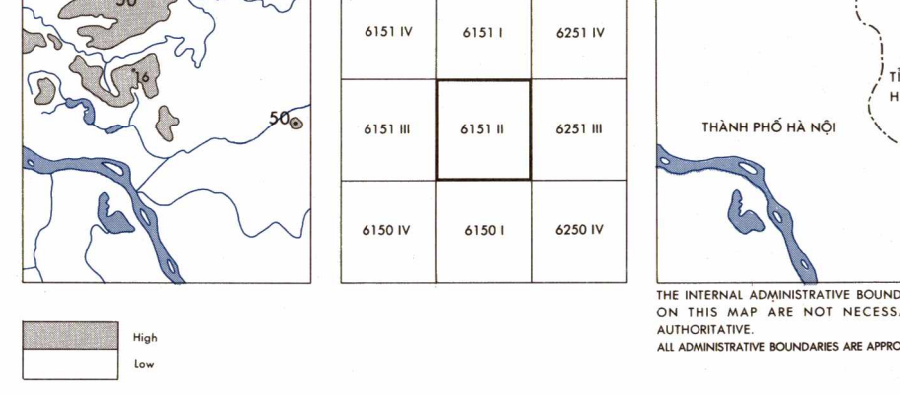 50
16
50
High
Low
6151 IV 6151 I 6251 IV
6151 III 6151 II 6251 III
6150 IV 6150 I 6250 IV
THÀNH PHỐ HÀ NỘI
THE INTERNAL ADMINISTRATIVE BOUND
ON THIS MAP ARE NOT NECESS
AUTHORITATIVE.
ALL ADMINISTRATIVE BOUNDARIES ARE APPRO